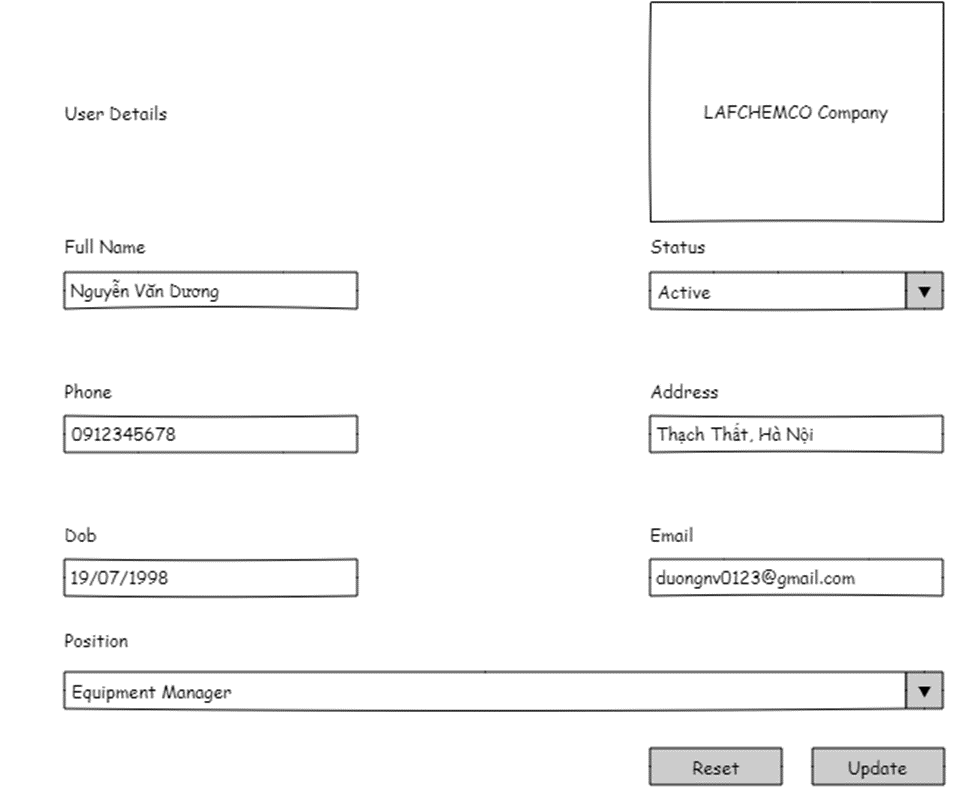 LAFCHEMCO Company
User Details
Full Name
Status
Nguyễn Văn Dương
Active
Phone
Address
0912345678
Thạch Thất, Hà Nội
Dob
Email
19/07/1998
duongnv0123@gmail.com
Position
Equipment Manager
Reset
Update